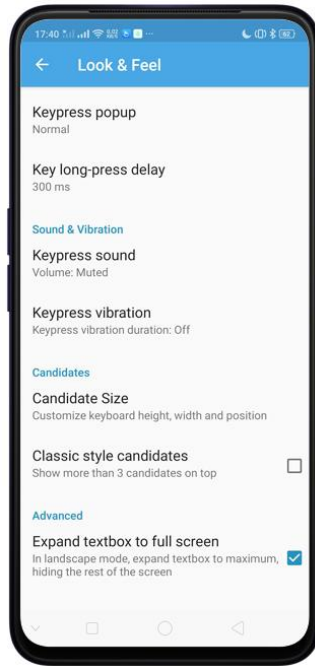 17:40
Look & Feel
Keypress popup
Normal
Key long-press delay
300 ms
Sound & Vibration
Keypress sound
Volume: Muted
Keypress vibration
Keypress vibration duration: Off
Candidates
Candidate Size
Customize keyboard height, width and position
Classic style candidates
Show more than 3 candidates on top
Advanced
Expand textbox to full screen
In landscape mode, expand textbox to maximum,
hiding the rest of the screen